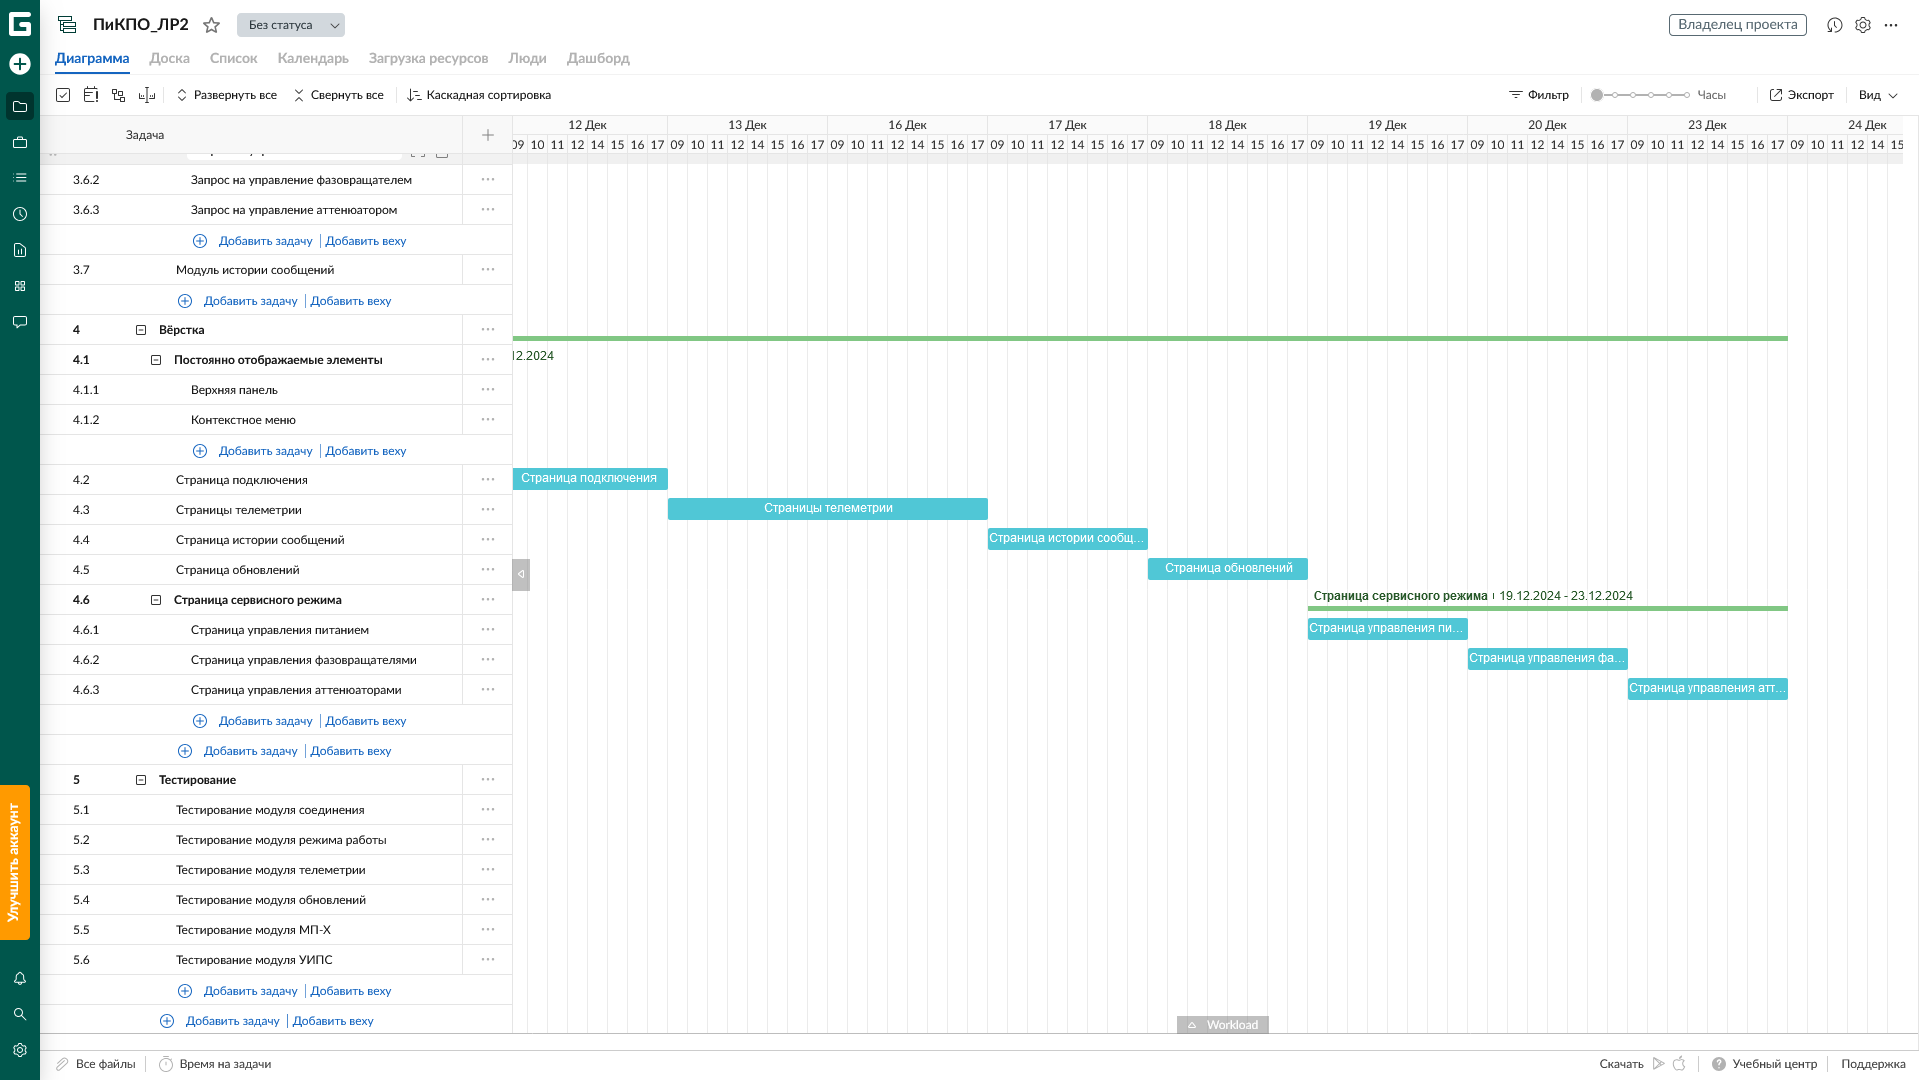 ПиКПО_ЛР2
Без статуса
Владелец проекта
Диаграмма Доска Список Календарь Загрузка ресурсов Люди Дашборд
Развернуть все Свернуть все Каскадная сортировка
Фильтр Часы Экспорт Вид
Задача
12 Дек 13 Дек 16 Дек 17 Дек 18 Дек 19 Дек 20 Дек 23 Дек 24 Дек
09 10 11 12 14 15 16 17 09 10 11 12 14 15 16 17 09 10 11 12 14 15 16 17 09 10 11 12 14 15 16 17 09 10 11 12 14 15 16 17 09 10 11 12 14 15 16 17 09 10 11 12 14 15 16 17 09 10 11 12 14 15 16 17 09 10 11 12 14 15
3.6.2 Запрос на управление фазовращателем
3.6.3 Запрос на управление аттенюатором
Добавить задачу | Добавить веху
3.7 Модуль истории сообщений
Добавить задачу | Добавить веху
4 Вёрстка
4.1 Постоянно отображаемые элементы
12.2024
4.1.1 Верхняя панель
4.1.2 Контекстное меню
Добавить задачу | Добавить веху
4.2 Страница подключения
Страница подключения
4.3 Страницы телеметрии
Страницы телеметрии
4.4 Страница истории сообщений
Страница истории сообщ...
4.5 Страница обновлений
Страница обновлений
4.6 Страница сервисного режима
Страница сервисного режима 19.12.2024 - 23.12.2024
4.6.1 Страница управления питанием
Страница управления пи...
4.6.2 Страница управления фазовращателями
Страница управления фа...
4.6.3 Страница управления аттенюаторами
Страница управления атт...
Добавить задачу | Добавить веху
Добавить задачу | Добавить веху
5 Тестирование
5.1 Тестирование модуля соединения
5.2 Тестирование модуля режима работы
5.3 Тестирование модуля телеметрии
5.4 Тестирование модуля обновлений
5.5 Тестирование модуля МП-Х
5.6 Тестирование модуля УИПС
Добавить задачу | Добавить веху
Добавить задачу | Добавить веху
Workload
Улучшить аккаунт
Все файлы Время на задачи
Скачать Учебный центр Поддержка